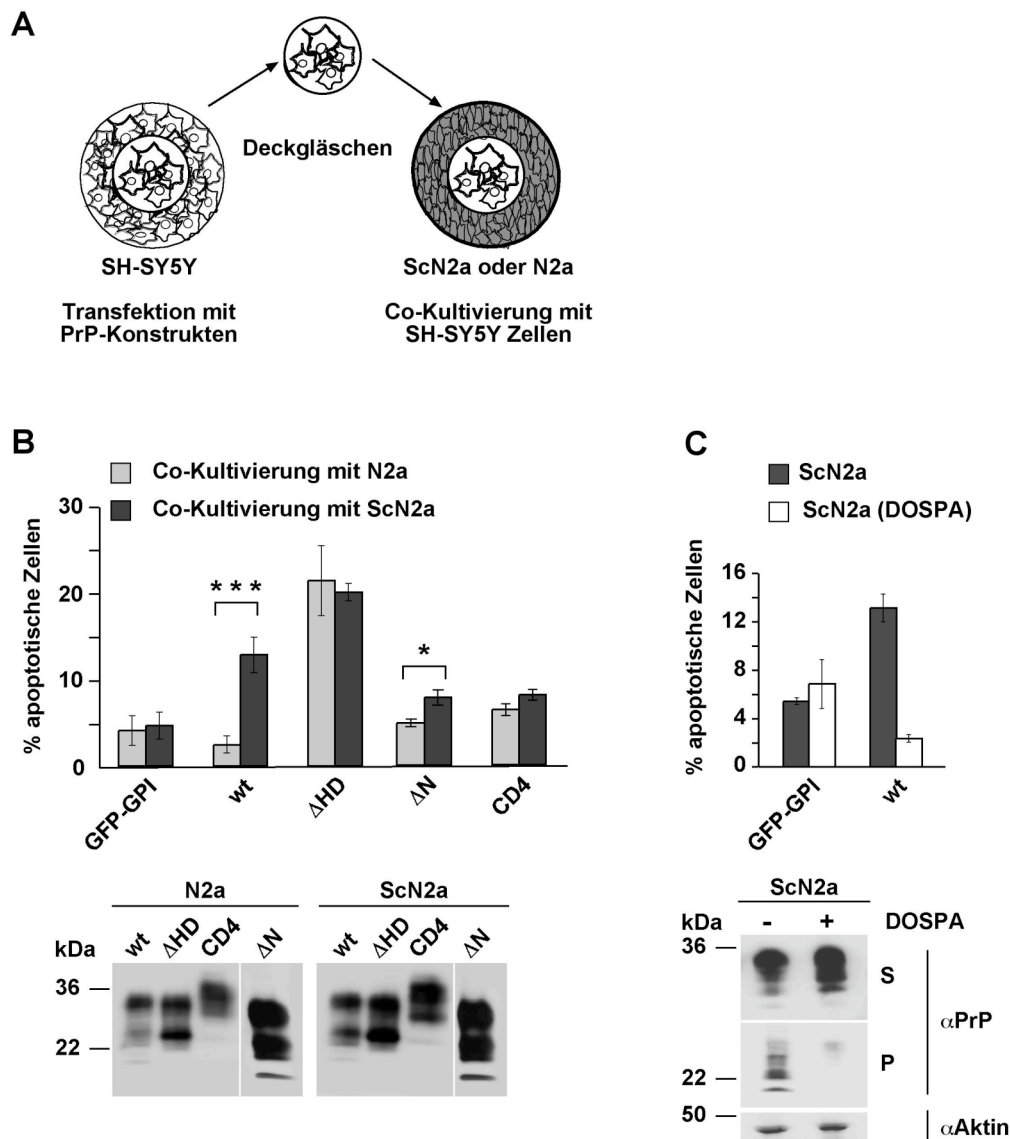 A
Deckgläschen
SH-SY5Y
ScN2a oder N2a
Transfektion mit
PrP-Konstrukten
Co-Kultivierung mit
SH-SY5Y Zellen
B
Co-Kultivierung mit N2a
Co-Kultivierung mit ScN2a
% apoptotische Zellen
30
20
10
0
***
*
GFP-GPI
wt
ΔHD
ΔN
CD4
N2a
ScN2a
kDa
wt
ΔHD
CD4
ΔN
wt
ΔHD
CD4
ΔN
36
22
C
ScN2a
ScN2a (DOSPA)
% apoptotische Zellen
16
12
8
4
0
GFP-GPI
wt
ScN2a
kDa
- + DOSPA
36
S
αPrP
P
22
50
αAktin